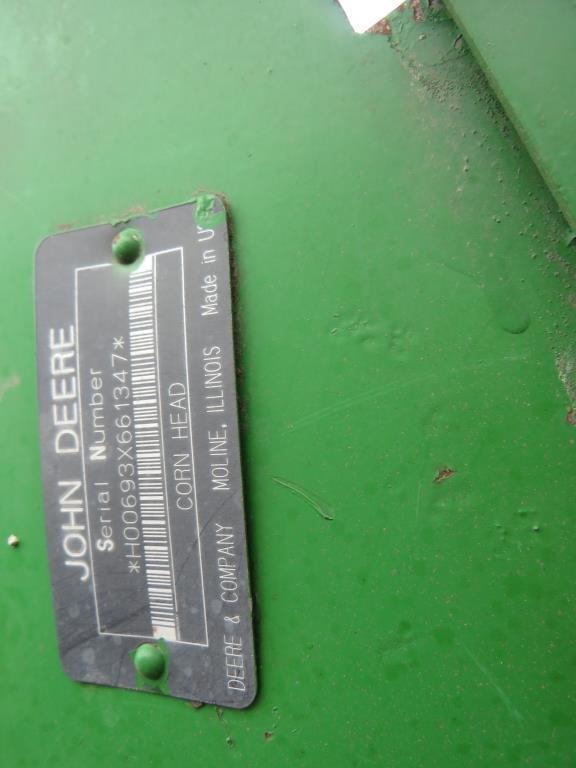 JOHN DEERE
Serial Number
*H00693X661347*
CORN HEAD
DEERE & COMPANY MOLINE, ILLINOIS Made in